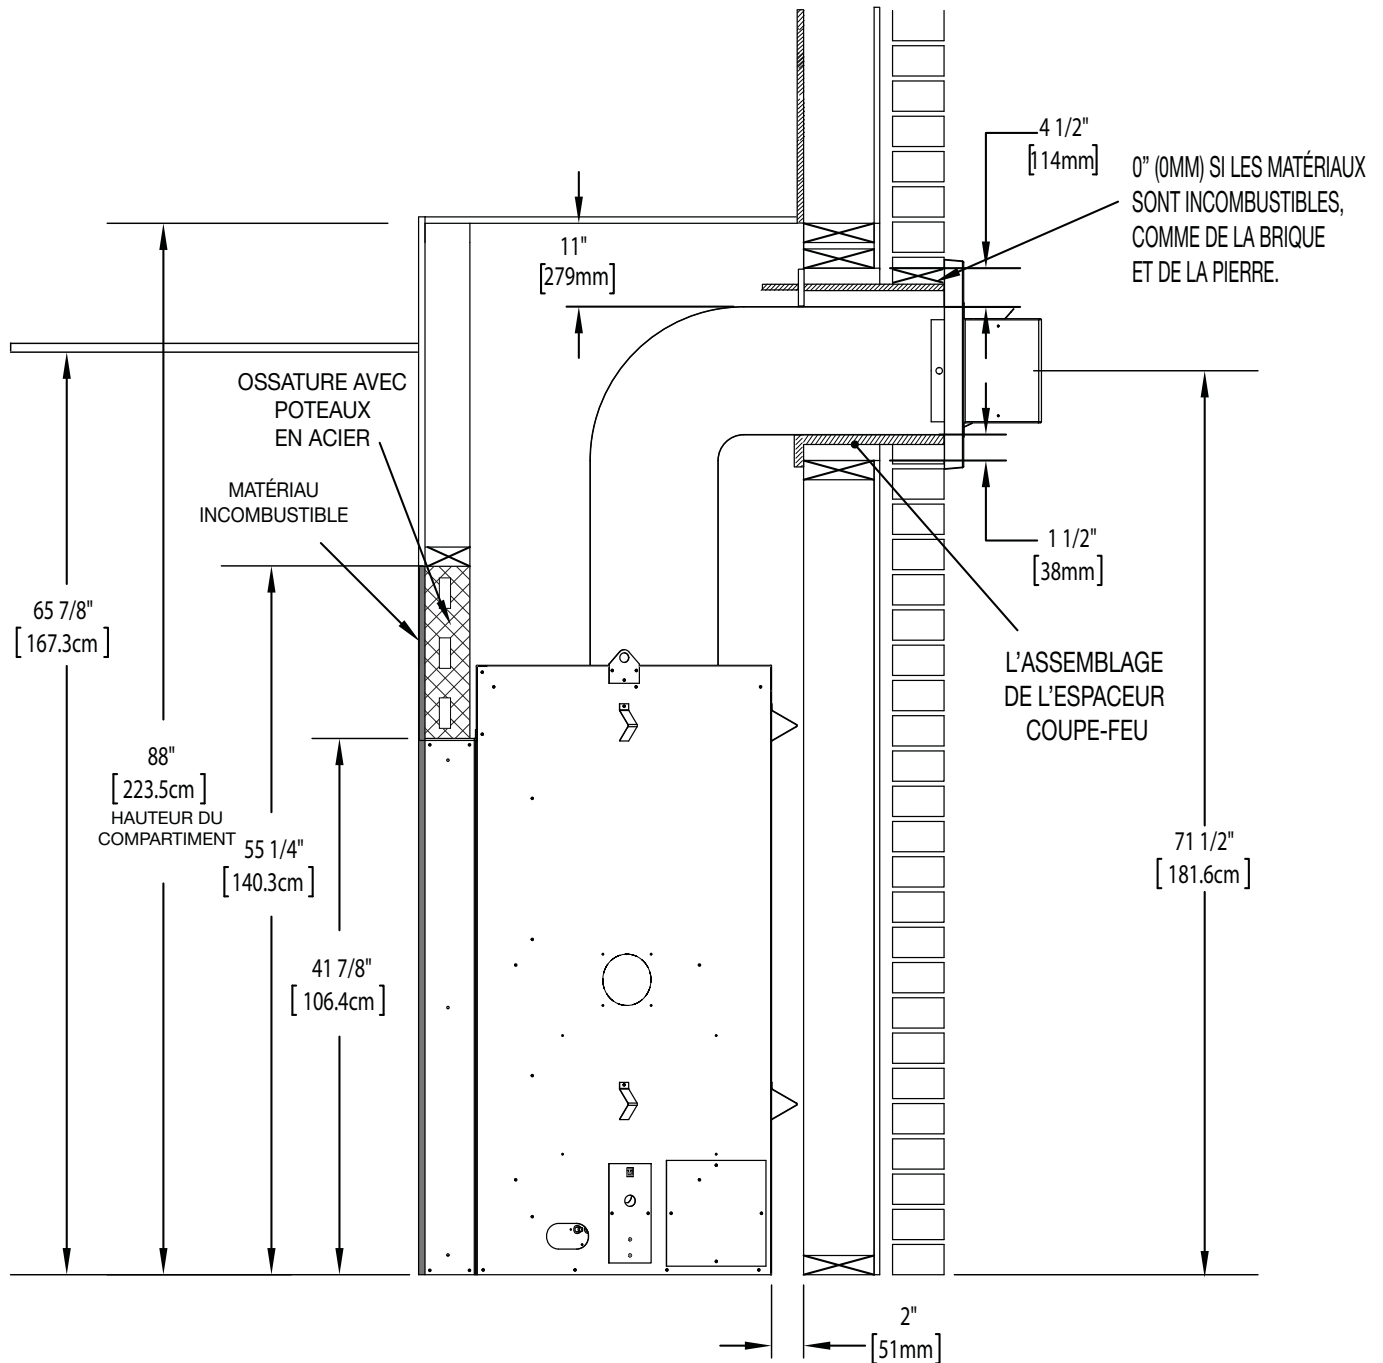 4 1/2"
[114mm]
0” (0MM) SI LES MATÉRIAUX
SONT INCOMBUSTIBLES,
COMME DE LA BRIQUE
ET DE LA PIERRE.
11"
[279mm]
OSSATURE AVEC
POTEAUX
EN ACIER
MATÉRIAU
INCOMBUSTIBLE
1 1/2"
[38mm]
65 7/8"
[167.3cm]
L’ASSEMBLAGE
DE L’ESPACEUR
COUPE-FEU
88"
[223.5cm]
HAUTEUR DU
COMPARTIMENT
55 1/4"
[140.3cm]
71 1/2"
[181.6cm]
41 7/8"
[106.4cm]
2"
[51mm]